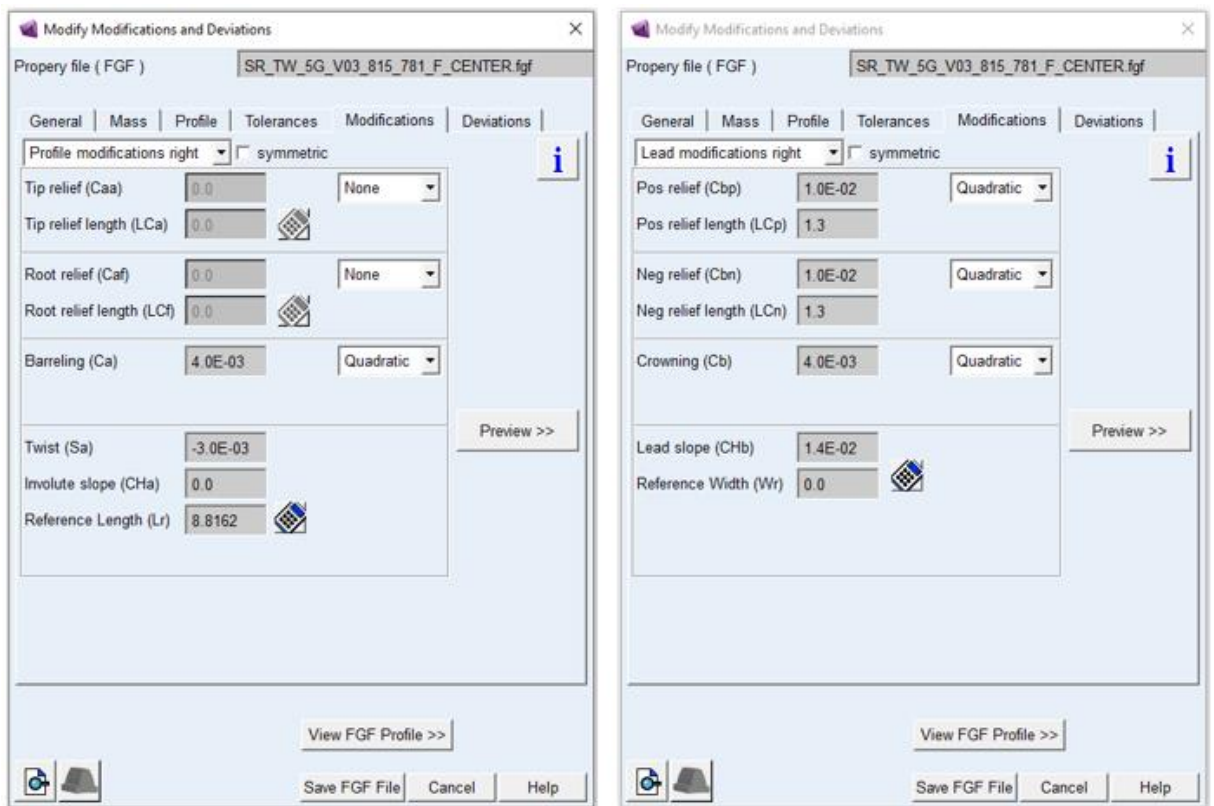 Modify Modifications and Deviations
Propery file ( FGF ) SR_TW_5G_V03_815_781_F_CENTER.fgf
General Mass Profile Tolerances Modifications Deviations
Profile modifications right symmetric i
Tip relief (Caa) 0.0 None
Tip relief length (LCa) 0.0
Root relief (Caf) 0.0 None
Root relief length (LCf) 0.0
Barreling (Ca) 4.0E-03 Quadratic
Preview >>
Twist (Sa) -3.0E-03
Involute slope (CHa) 0.0
Reference Length (Lr) 8.8162
View FGF Profile >>
Save FGF File Cancel Help
Modify Modifications and Deviations
Propery file ( FGF ) SR_TW_5G_V03_815_781_F_CENTER.fgf
General Mass Profile Tolerances Modifications Deviations
Lead modifications right symmetric i
Pos relief (Cbp) 1.0E-02 Quadratic
Pos relief length (LCp) 1.3
Neg relief (Cbn) 1.0E-02 Quadratic
Neg relief length (LCn) 1.3
Crowning (Cb) 4.0E-03 Quadratic
Preview >>
Lead slope (CHb) 1.4E-02
Reference Width (Wr) 0.0
View FGF Profile >>
Save FGF File Cancel Help